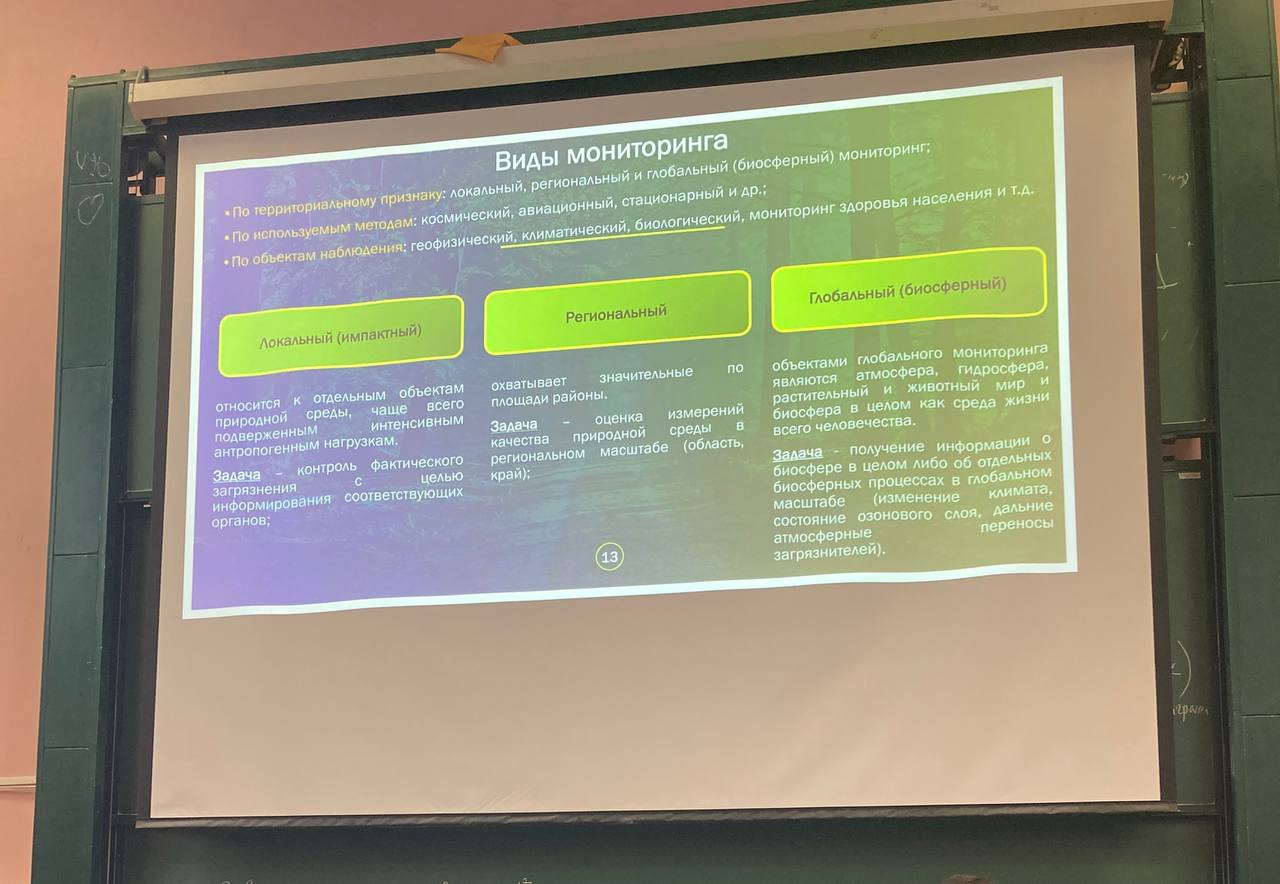 Виды мониторинга
• По территориальному признаку: локальный, региональный и глобальный (биосферный) мониторинг;
• По используемым методам: космический, авиационный, стационарный и др.;
• По объектам наблюдения: геофизический, климатический, биологический, мониторинг здоровья населения и т.д.
Локальный (импактный)
относится к отдельным объектам
природной среды, чаще всего
подверженным интенсивным
антропогенным нагрузкам.
Задача – контроль фактического
загрязнения с целью
информирования соответствующих
органов;
Региональный
охватывает значительные по
площади районы.
Задача – оценка измерений
качества природной среды в
региональном масштабе (область,
край);
Глобальный (биосферный)
объектами глобального мониторинга
являются атмосфера, гидросфера,
растительный и животный мир и
биосфера в целом как среда жизни
всего человечества.
Задача - получение информации о
биосфере в целом либо об отдельных
биосферных процессах в глобальном
масштабе (изменение климата,
состояние озонового слоя, дальние
атмосферные переносы
загрязнителей).
13